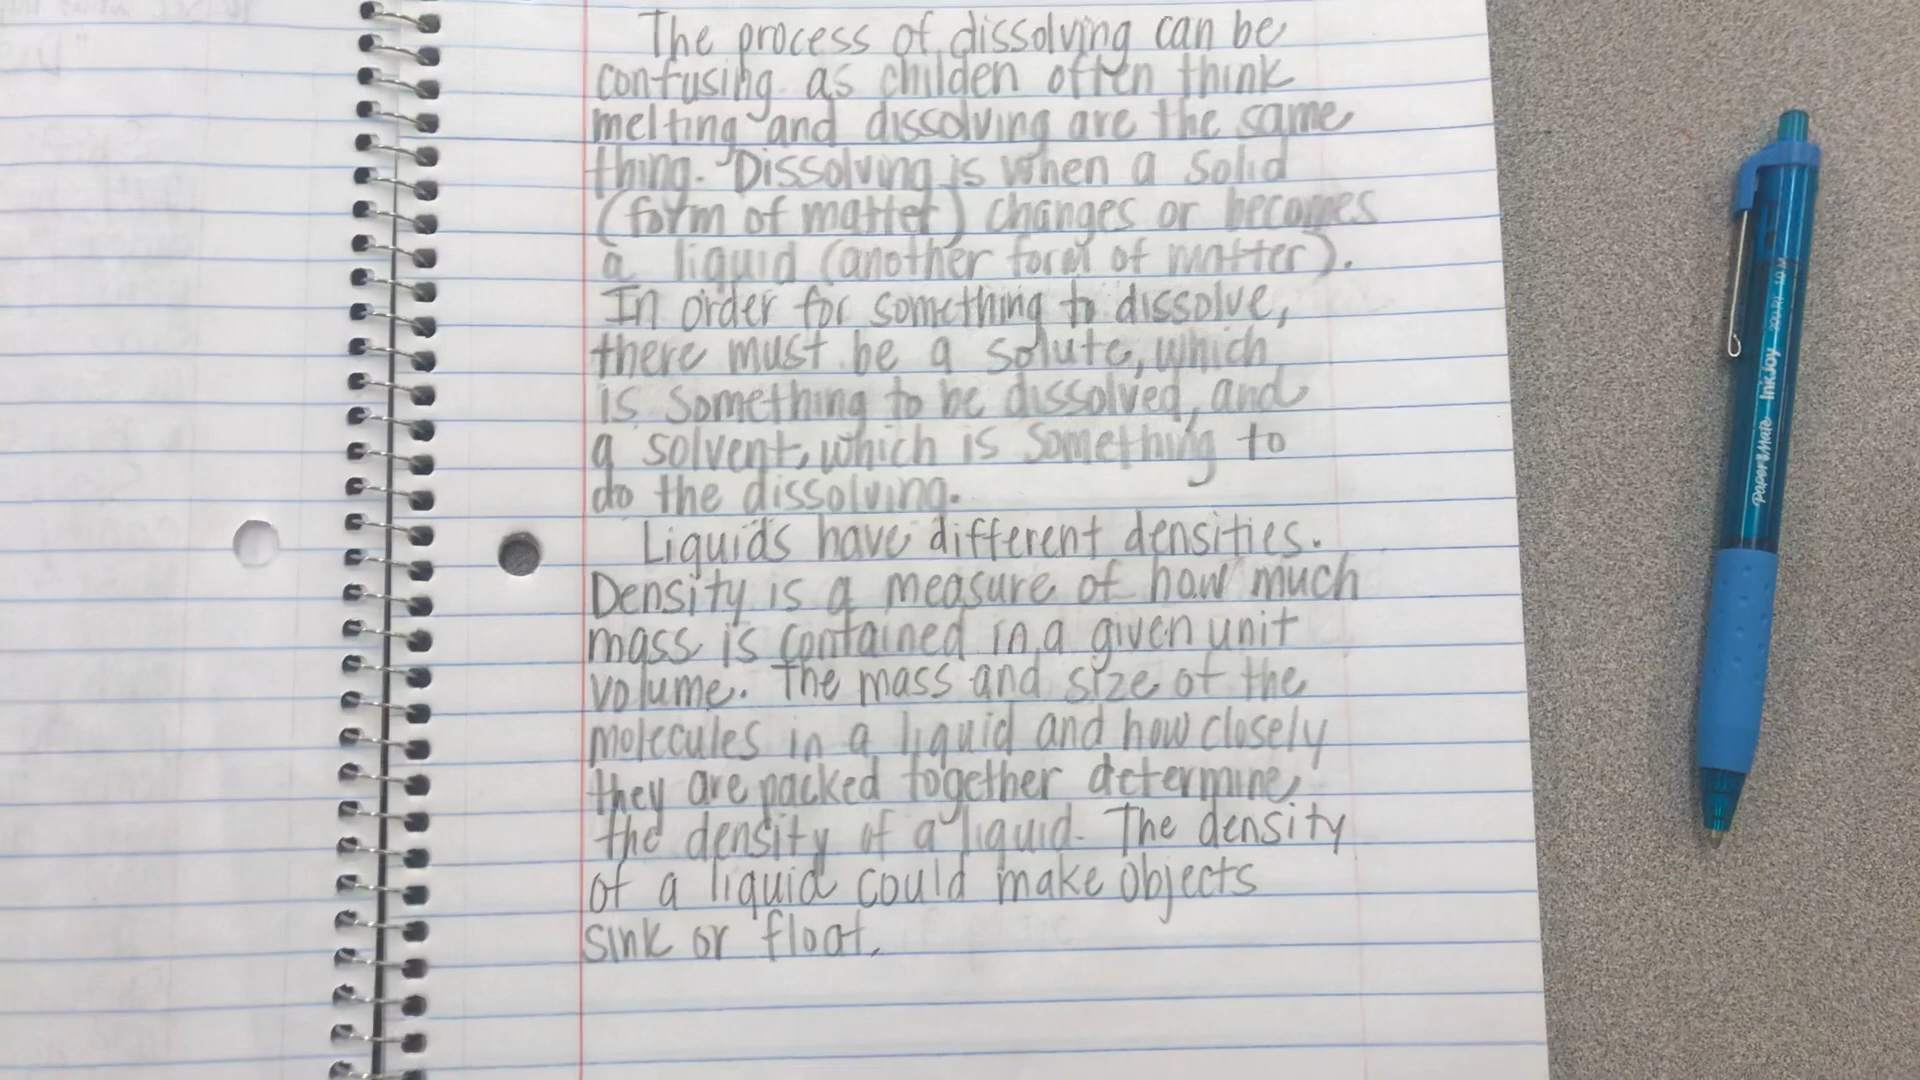 The process of dissolving can be
confusing as childen often think
melting and dissolving are the same
thing. Dissolving is when a solid
(form of matter) changes or becomes
a liquid (another form of matter).
In order for something to dissolve,
there must be a solute, which
is something to be dissolved, and
a solvent, which is something to
do the dissolving.
Liquids have different densities.
Density is a measure of how much
mass is contained in a given unit
volume. The mass and size of the
molecules in a liquid and how closely
they are packed together determine
the density of a liquid. The density
of a liquid could make objects
sink or float.
PaperMate InkJoy 300RT 1.0 M